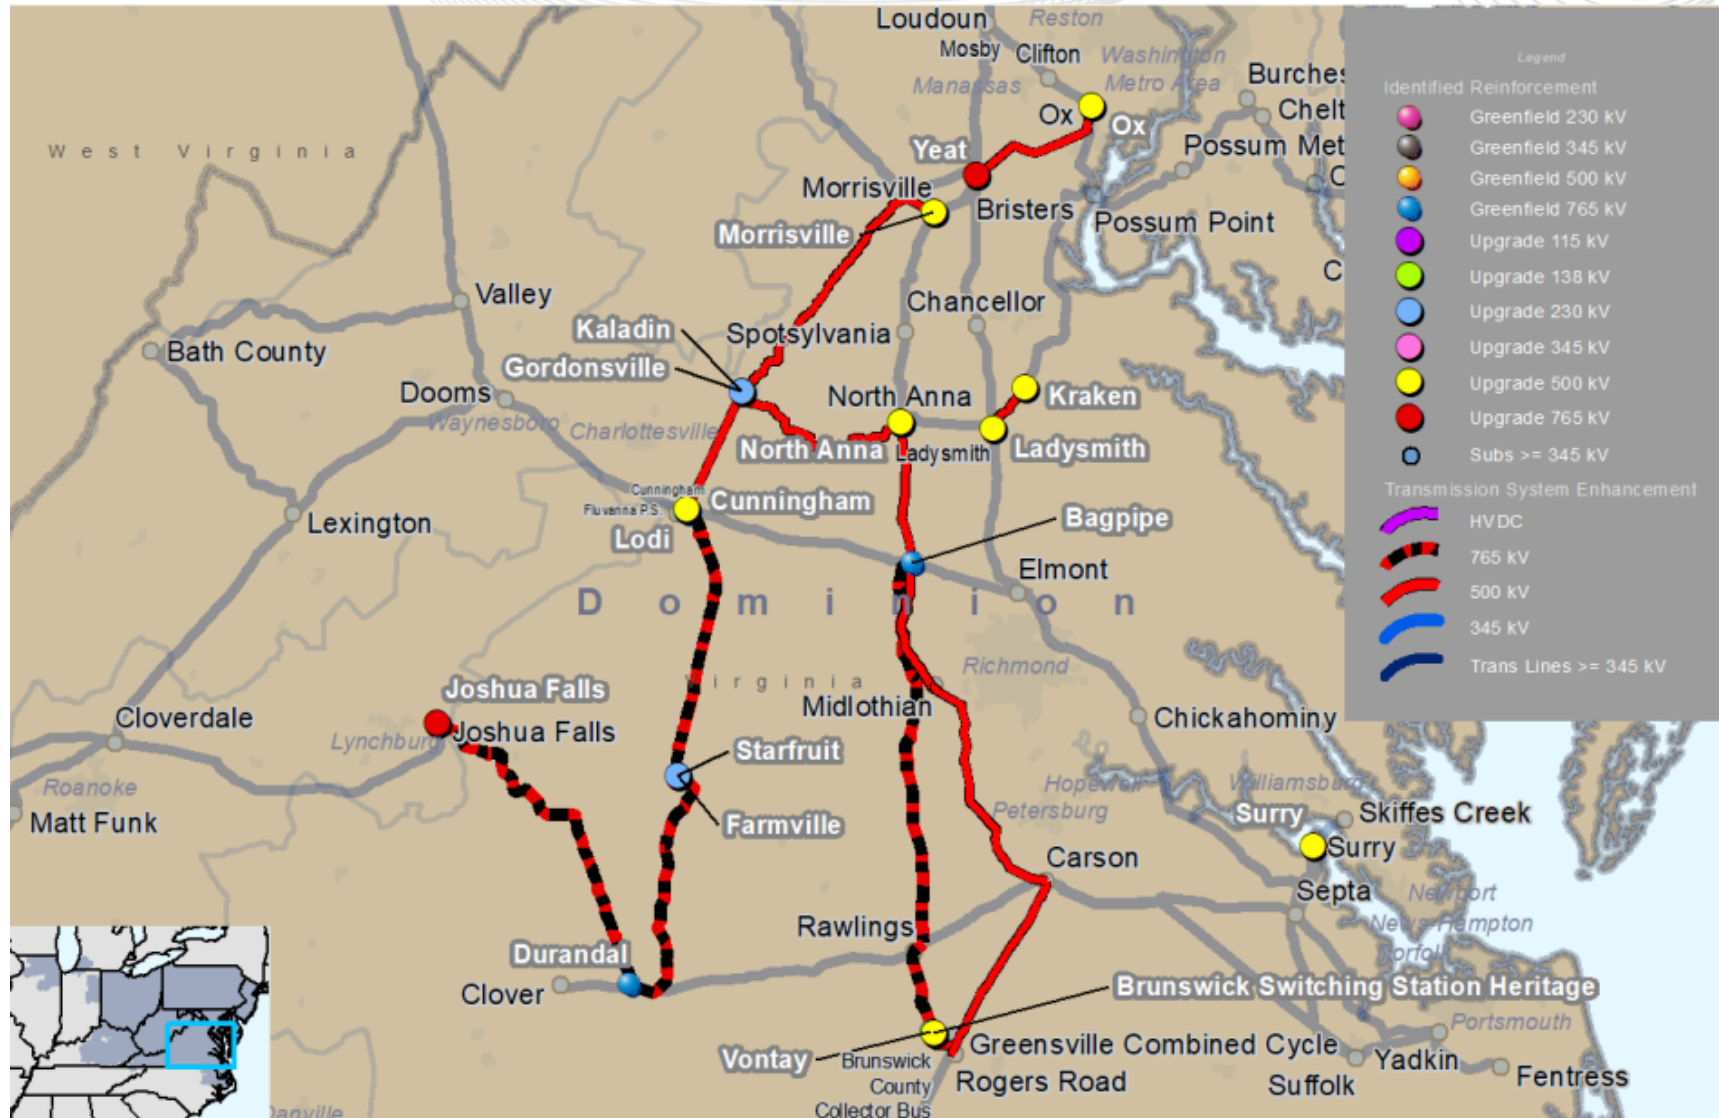 Loudoun
Reston
Mosby
Clifton
Washington
Metro Area
Manassas
Burches
Chelt
Ox
Ox
Yeat
Possum Met
West Virginia
Morrisville
Bristers
Possum Point
C
Morrisville
C
Valley
Chancellor
Kaladin
Spotsylvania
Bath County
Gordonsville
Dooms
North Anna
Kraken
Waynesboro
Charlottesville
North Anna
Ladysmith
Ladysmith
Cunningham
Fluvanna P.S.
Cunningham
Lexington
Lodi
Bagpipe
Elmont
Dominion
Richmond
Virginia
Joshua Falls
Joshua Falls
Midlothian
Cloverdale
Lynchburg
Chickahominy
Starfruit
Roanoke
Hopewell
Williamsburg
Matt Funk
Farmville
Petersburg
Surry
Skiffes Creek
Surry
Carson
Septa
Newport
News-Hampton
Norfolk
Rawlings
Durandal
Clover
Brunswick Switching Station Heritage
Portsmouth
Vontay
Brunswick
County
Collector Bus
Greensville Combined Cycle
Rogers Road
Yadkin
Suffolk
Fentress
Danville
Legend
Identified Reinforcement
Greenfield 230 kV
Greenfield 345 kV
Greenfield 500 kV
Greenfield 765 kV
Upgrade 115 kV
Upgrade 138 kV
Upgrade 230 kV
Upgrade 345 kV
Upgrade 500 kV
Upgrade 765 kV
Subs >= 345 kV
Transmission System Enhancement
HVDC
765 kV
500 kV
345 kV
Trans Lines >= 345 kV